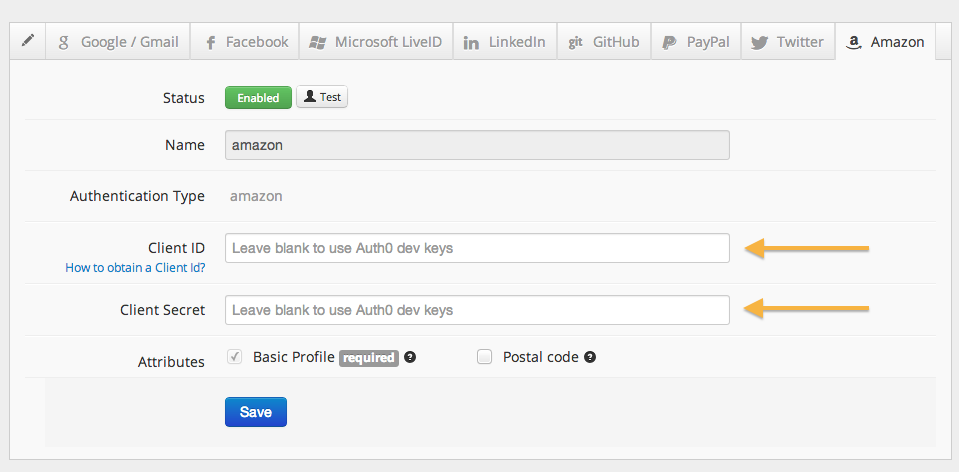 Google / Gmail Facebook Microsoft LiveID LinkedIn git GitHub PayPal Twitter Amazon
Status Enabled Test
Name amazon
Authentication Type amazon
Client ID Leave blank to use Auth0 dev keys
How to obtain a Client Id?
Client Secret Leave blank to use Auth0 dev keys
Attributes Basic Profile required ? Postal code ?
Save